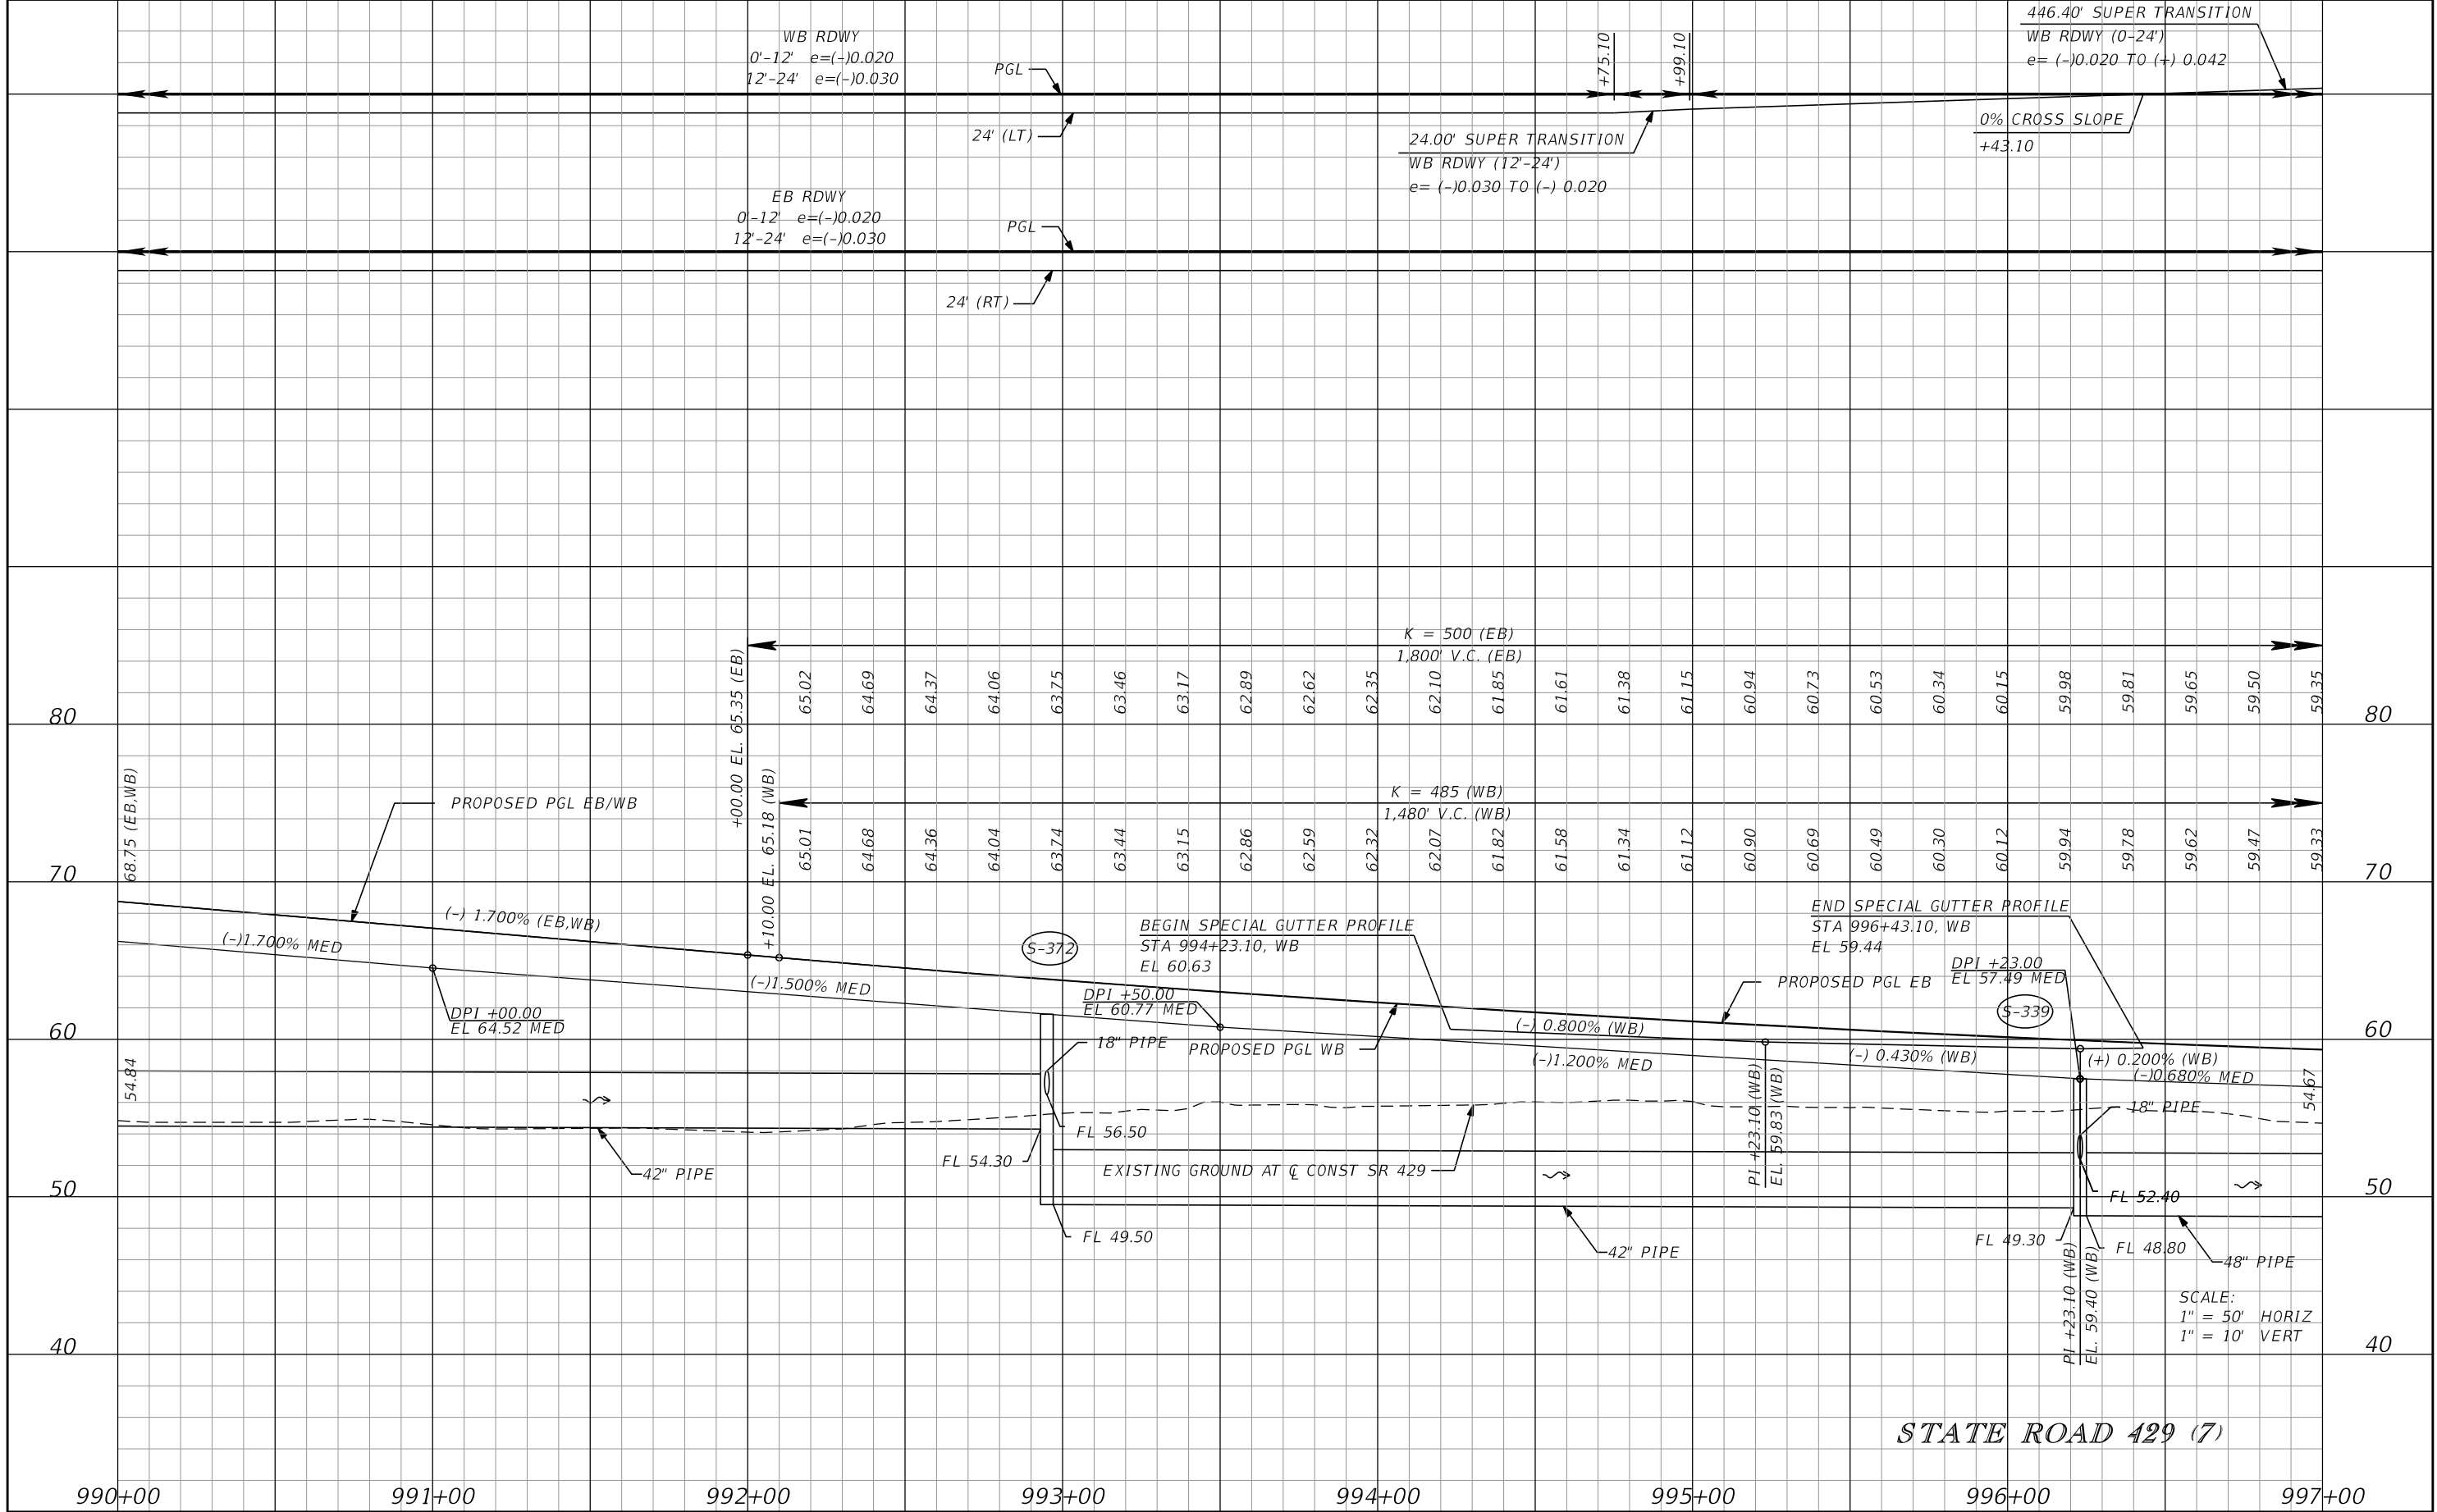 WB RDWY
0'-12' e=(-)0.020
12'-24' e=(-)0.030
PGL
24' (LT)
+75.10
+99.10
446.40' SUPER TRANSITION
WB RDWY (0-24')
e= (-)0.020 TO (+) 0.042
24.00' SUPER TRANSITION
WB RDWY (12'-24')
e= (-)0.030 TO (-) 0.020
0% CROSS SLOPE
+43.10
EB RDWY
0'-12' e=(-)0.020
12'-24' e=(-)0.030
PGL
24' (RT)
K = 500 (EB)
1,800' V.C. (EB)
+00.00 EL. 65.35 (EB)
65.02 64.69 64.37 64.06 63.75 63.46 63.17 62.89 62.62 62.35 62.10 61.85 61.61 61.38 61.15 60.94 60.73 60.53 60.34 60.15 59.98 59.81 59.65 59.50 59.35
80 80
K = 485 (WB)
1,480' V.C. (WB)
68.75 (EB,WB)
PROPOSED PGL EB/WB
+10.00 EL. 65.18 (WB)
65.01 64.68 64.36 64.04 63.74 63.44 63.15 62.86 62.59 62.32 62.07 61.82 61.58 61.34 61.12 60.90 60.69 60.49 60.30 60.12 59.94 59.78 59.62 59.47 59.33
70 70
(-) 1.700% (EB,WB)
(-)1.700% MED
(-)1.500% MED
S-372
BEGIN SPECIAL GUTTER PROFILE
STA 994+23.10, WB
EL 60.63
END SPECIAL GUTTER PROFILE
STA 996+43.10, WB
EL 59.44
DPI +23.00
EL 57.49 MED
PROPOSED PGL EB
S-339
DPI +00.00
EL 64.52 MED
DPI +50.00
EL 60.77 MED
60 60
(-) 0.800% (WB)
PROPOSED PGL WB
(-)1.200% MED
(-) 0.430% (WB)
(+) 0.200% (WB)
(-)0.680% MED
54.84
18" PIPE
FL 56.50
FL 54.30
42" PIPE
EXISTING GROUND AT ℄ CONST SR 429
PI +23.10 (WB)
EL. 59.83 (WB)
18" PIPE
54.67
FL 52.40
50 50
FL 49.50
42" PIPE
FL 49.30
FL 48.80
48" PIPE
PI +23.10 (WB)
EL. 59.40 (WB)
SCALE:
1" = 50' HORIZ
1" = 10' VERT
40 40
STATE ROAD 429 (7)
990+00 991+00 992+00 993+00 994+00 995+00 996+00 997+00